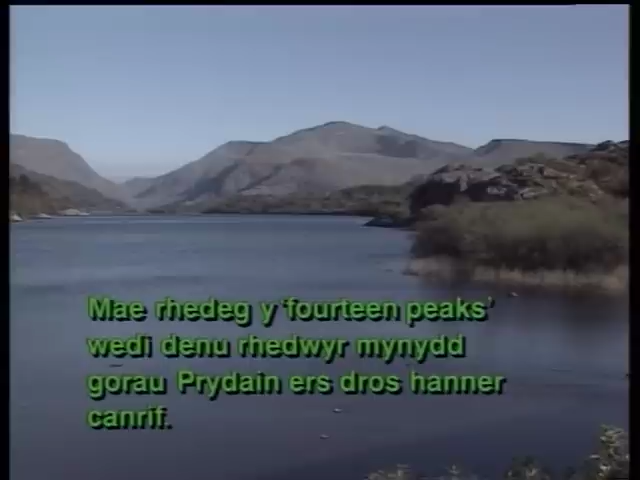 Mae rhedeg y 'fourteen peaks'
wedi denu rhedwyr mynydd
gorau Prydain ers dros hanner
canrif.